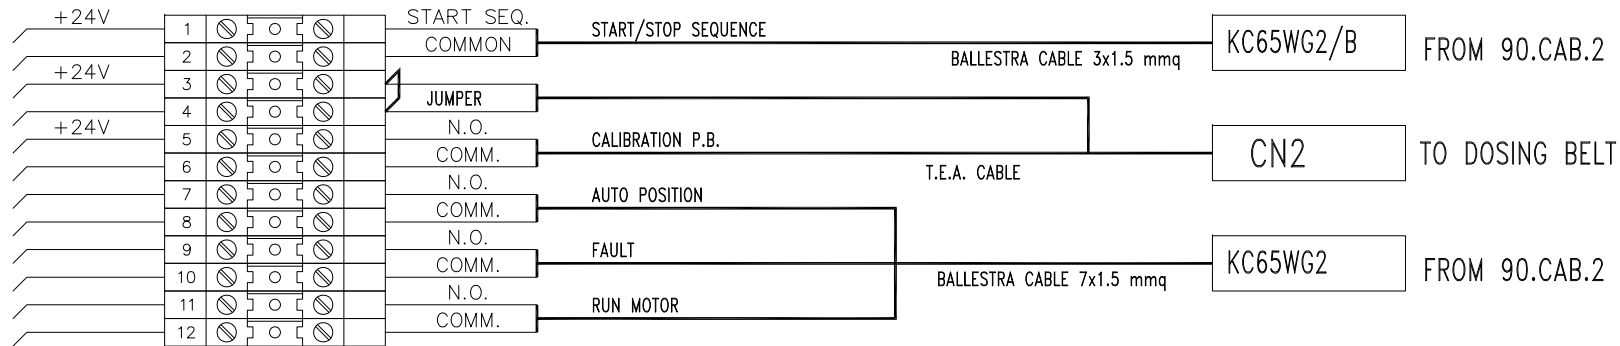 +24V 1 START SEQ. START/STOP SEQUENCE KC65WG2/B FROM 90.CAB.2
2 COMMON BALLESTRA CABLE 3x1.5 mmq
+24V 3
4 JUMPER
+24V 5 N.O. CALIBRATION P.B. CN2 TO DOSING BELT
6 COMM. T.E.A. CABLE
7 N.O. AUTO POSITION
8 COMM.
9 N.O. FAULT KC65WG2 FROM 90.CAB.2
10 COMM. BALLESTRA CABLE 7x1.5 mmq
11 N.O. RUN MOTOR
12 COMM.